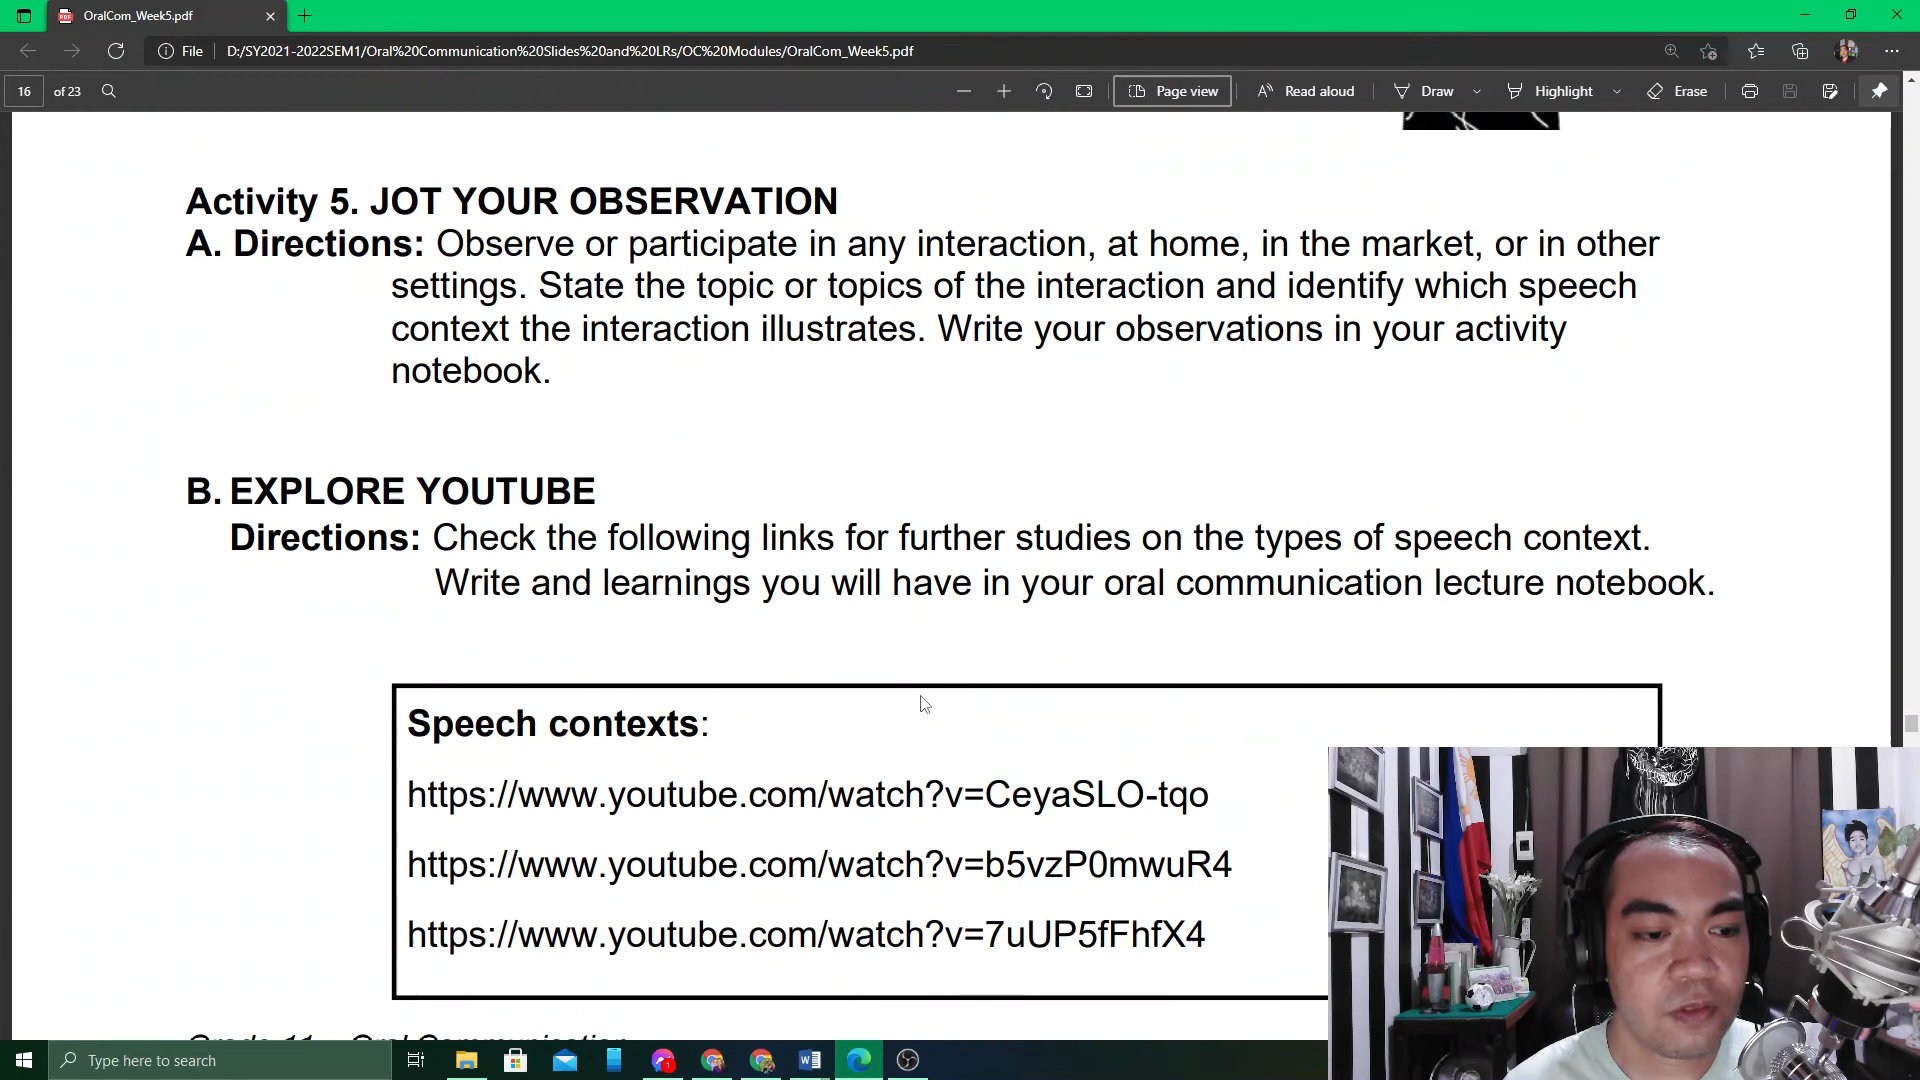 OralCom_Week5.pdf
File
D:/SY2021-2022SEM1/Oral%20Communication%20Slides%20and%20LRs/OC%20Modules/OralCom_Week5.pdf
16 of 23
Page view
Read aloud
Draw
Highlight
Erase
Activity 5. JOT YOUR OBSERVATION
A. Directions: Observe or participate in any interaction, at home, in the market, or in other
settings. State the topic or topics of the interaction and identify which speech
context the interaction illustrates. Write your observations in your activity
notebook.
B. EXPLORE YOUTUBE
Directions: Check the following links for further studies on the types of speech context.
Write and learnings you will have in your oral communication lecture notebook.
Speech contexts:
https://www.youtube.com/watch?v=CeyaSLO-tqo
https://www.youtube.com/watch?v=b5vzP0mwuR4
https://www.youtube.com/watch?v=7uUP5fFhfX4
Grade 11 - Oral Communication
Type here to search